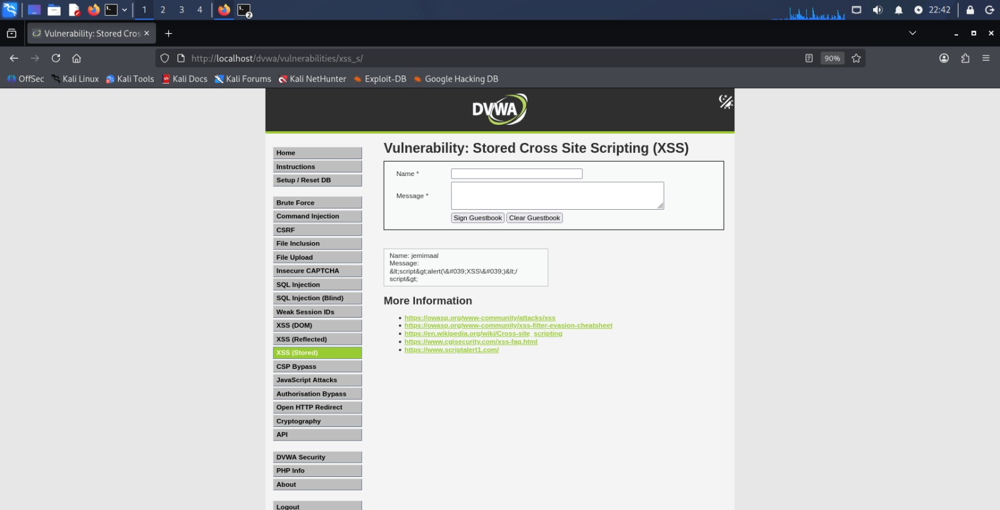 1 2 3 4 2 22:42
Vulnerability: Stored Cros
http://localhost/dvwa/vulnerabilities/xss_s/ 90%
OffSec Kali Linux Kali Tools Kali Docs Kali Forums Kali NetHunter Exploit-DB Google Hacking DB
DVWA
Home
Instructions
Setup / Reset DB
Brute Force
Command Injection
CSRF
File Inclusion
File Upload
Insecure CAPTCHA
SQL Injection
SQL Injection (Blind)
Weak Session IDs
XSS (DOM)
XSS (Reflected)
XSS (Stored)
CSP Bypass
JavaScript Attacks
Authorisation Bypass
Open HTTP Redirect
Cryptography
API
DVWA Security
PHP Info
About
Logout
Vulnerability: Stored Cross Site Scripting (XSS)
Name *
Message *
Sign Guestbook Clear Guestbook
Name: jemimaal
Message:
&lt;script&gt;alert(\&#039;XSS\&#039;)&lt;/
script&gt;
More Information
https://owasp.org/www-community/attacks/xss
https://owasp.org/www-community/xss-filter-evasion-cheatsheet
https://en.wikipedia.org/wiki/Cross-site_scripting
https://www.cgisecurity.com/xss-faq.html
https://www.scriptalert1.com/